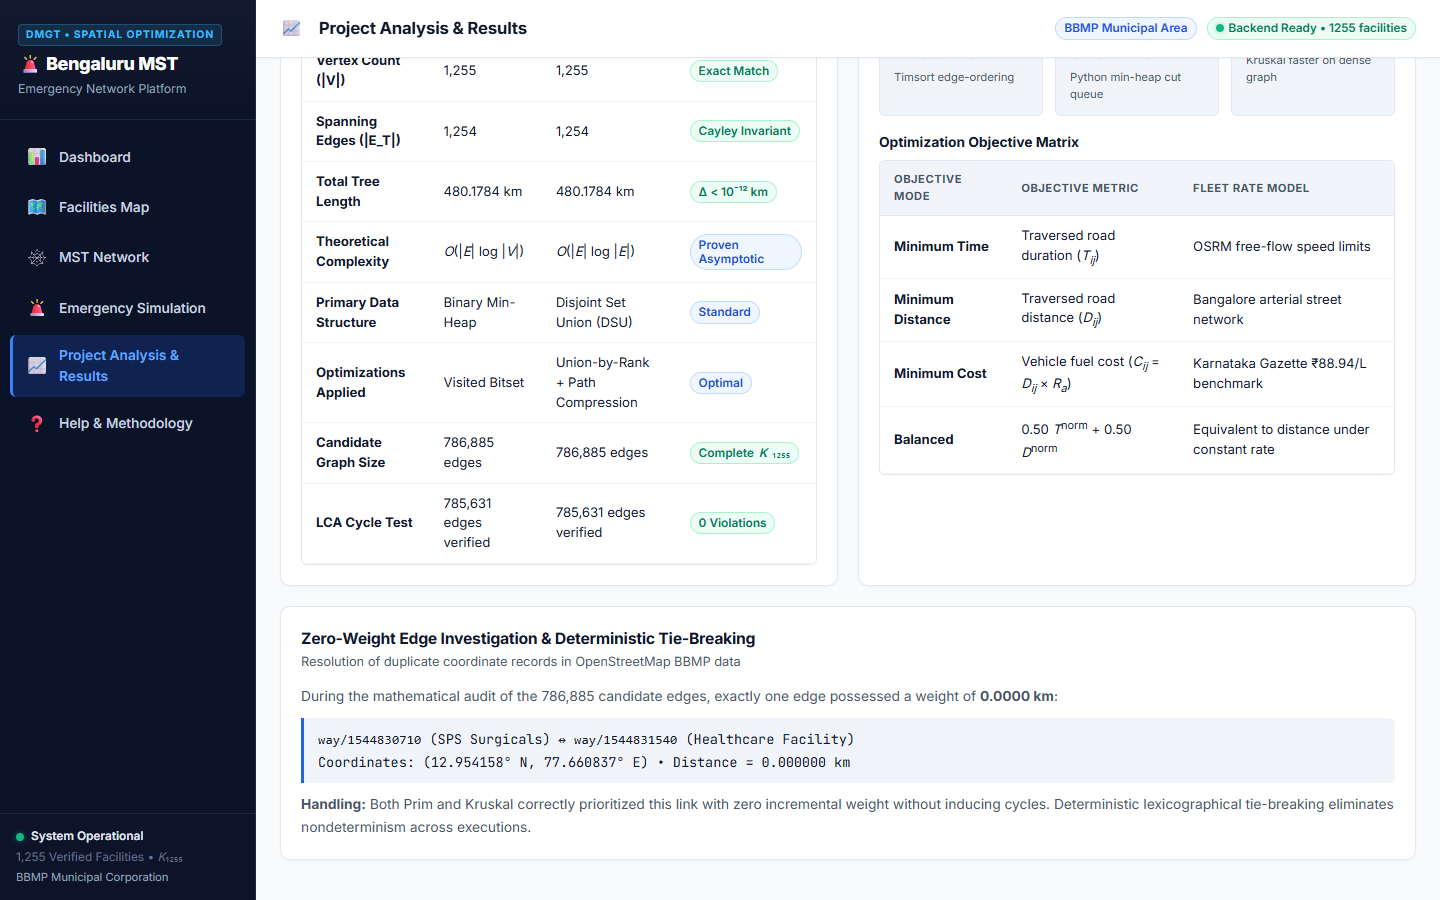 DMGT • SPATIAL OPTIMIZATION
Bengaluru MST
Emergency Network Platform
Dashboard
Facilities Map
MST Network
Emergency Simulation
Project Analysis &
Results
Help & Methodology
System Operational
1,255 Verified Facilities • K₁₂₅₅
BBMP Municipal Corporation
Project Analysis & Results
BBMP Municipal Area
Backend Ready • 1255 facilities
Vertex Count
(|V|)
1,255
1,255
Exact Match
Spanning
Edges (|E_T|)
1,254
1,254
Cayley Invariant
Total Tree
Length
480.1784 km
480.1784 km
Δ < 10⁻¹² km
Theoretical
Complexity
O(|E| log |V|)
O(|E| log |E|)
Proven
Asymptotic
Primary Data
Structure
Binary Min-
Heap
Disjoint Set
Union (DSU)
Standard
Optimizations
Applied
Visited Bitset
Union-by-Rank
+ Path
Compression
Optimal
Candidate
Graph Size
786,885
edges
786,885 edges
Complete K ₁₂₅₅
LCA Cycle Test
785,631
edges
verified
785,631 edges
verified
0 Violations
Timsort edge-ordering
Python min-heap cut
queue
Kruskal faster on dense
graph
Optimization Objective Matrix
OBJECTIVE
MODE
OBJECTIVE METRIC
FLEET RATE MODEL
Minimum Time
Traversed road
duration (Tij)
OSRM free-flow speed limits
Minimum
Distance
Traversed road
distance (Dij)
Bangalore arterial street
network
Minimum Cost
Vehicle fuel cost (Cij =
Dij × Ra)
Karnataka Gazette ₹88.94/L
benchmark
Balanced
0.50 Tnorm + 0.50
Dnorm
Equivalent to distance under
constant rate
Zero-Weight Edge Investigation & Deterministic Tie-Breaking
Resolution of duplicate coordinate records in OpenStreetMap BBMP data
During the mathematical audit of the 786,885 candidate edges, exactly one edge possessed a weight of 0.0000 km:
way/1544830710 (SPS Surgicals) ↔ way/1544831540 (Healthcare Facility)
Coordinates: (12.954158° N, 77.660837° E) • Distance = 0.000000 km
Handling: Both Prim and Kruskal correctly prioritized this link with zero incremental weight without inducing cycles. Deterministic lexicographical tie-breaking eliminates
nondeterminism across executions.